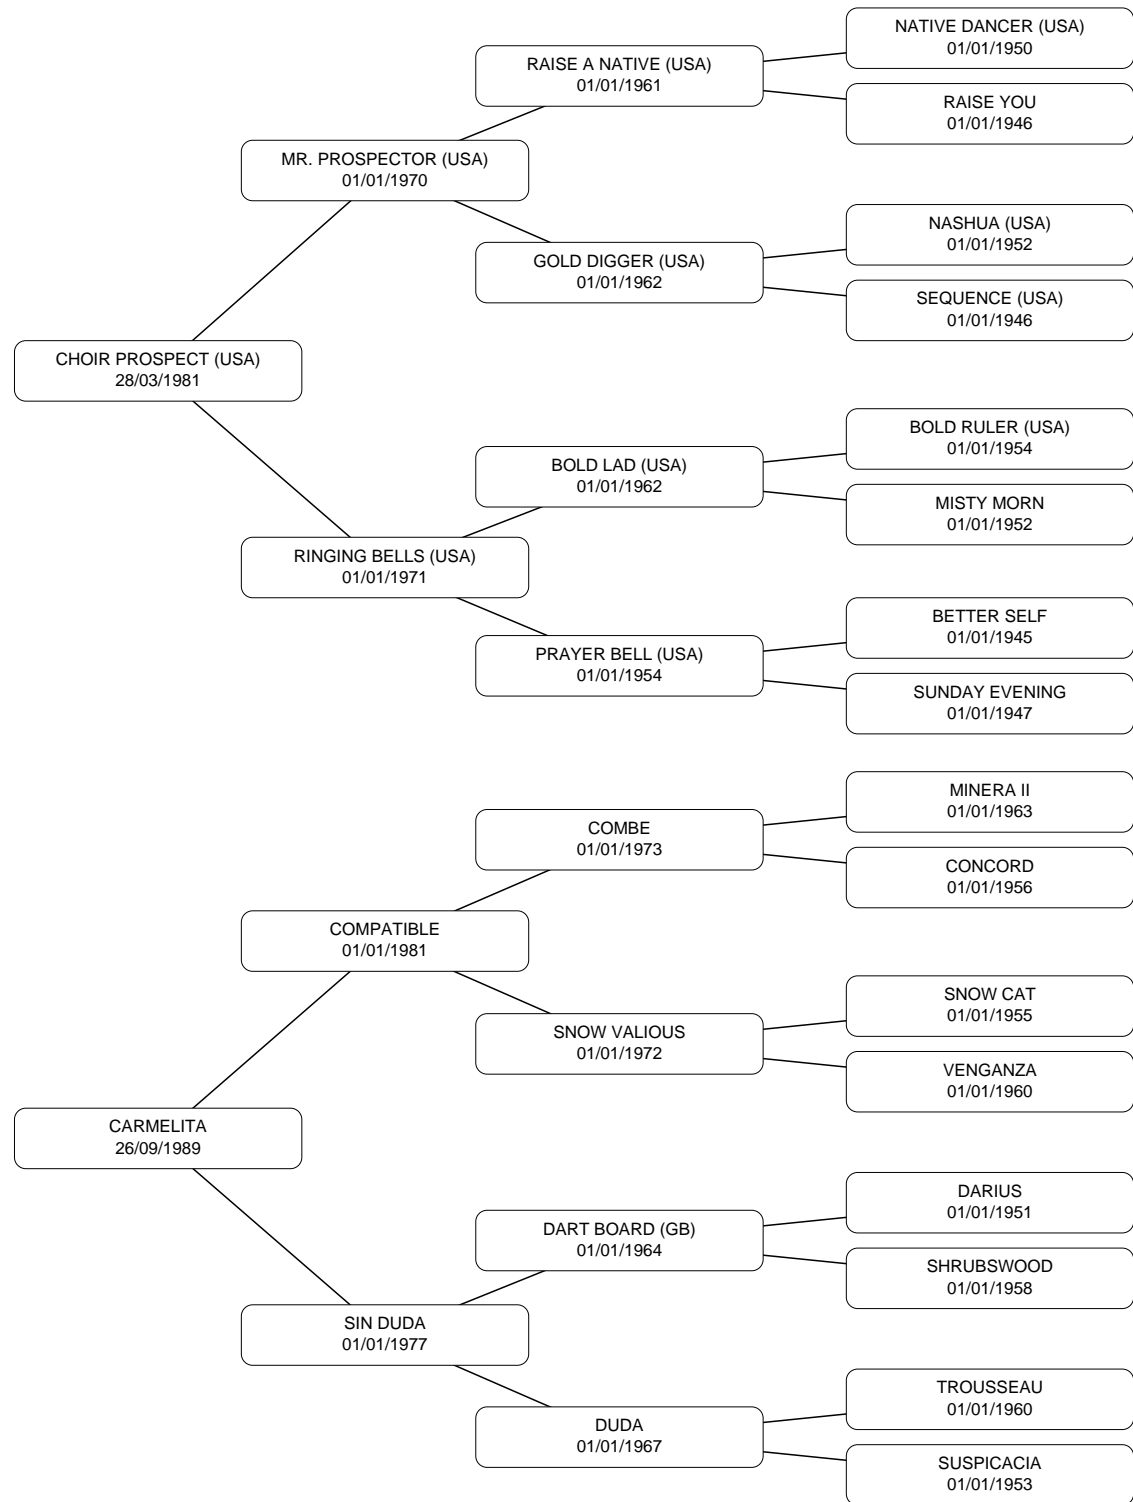 NATIVE DANCER (USA)
01/01/1950
RAISE A NATIVE (USA)
01/01/1961
RAISE YOU
01/01/1946
MR. PROSPECTOR (USA)
01/01/1970
NASHUA (USA)
01/01/1952
GOLD DIGGER (USA)
01/01/1962
SEQUENCE (USA)
01/01/1946
CHOIR PROSPECT (USA)
28/03/1981
BOLD RULER (USA)
01/01/1954
BOLD LAD (USA)
01/01/1962
MISTY MORN
01/01/1952
RINGING BELLS (USA)
01/01/1971
BETTER SELF
01/01/1945
PRAYER BELL (USA)
01/01/1954
SUNDAY EVENING
01/01/1947
MINERA II
01/01/1963
COMBE
01/01/1973
CONCORD
01/01/1956
COMPATIBLE
01/01/1981
SNOW CAT
01/01/1955
SNOW VALIOUS
01/01/1972
VENGANZA
01/01/1960
CARMELITA
26/09/1989
DARIUS
01/01/1951
DART BOARD (GB)
01/01/1964
SHRUBSWOOD
01/01/1958
SIN DUDA
01/01/1977
TROUSSEAU
01/01/1960
DUDA
01/01/1967
SUSPICACIA
01/01/1953